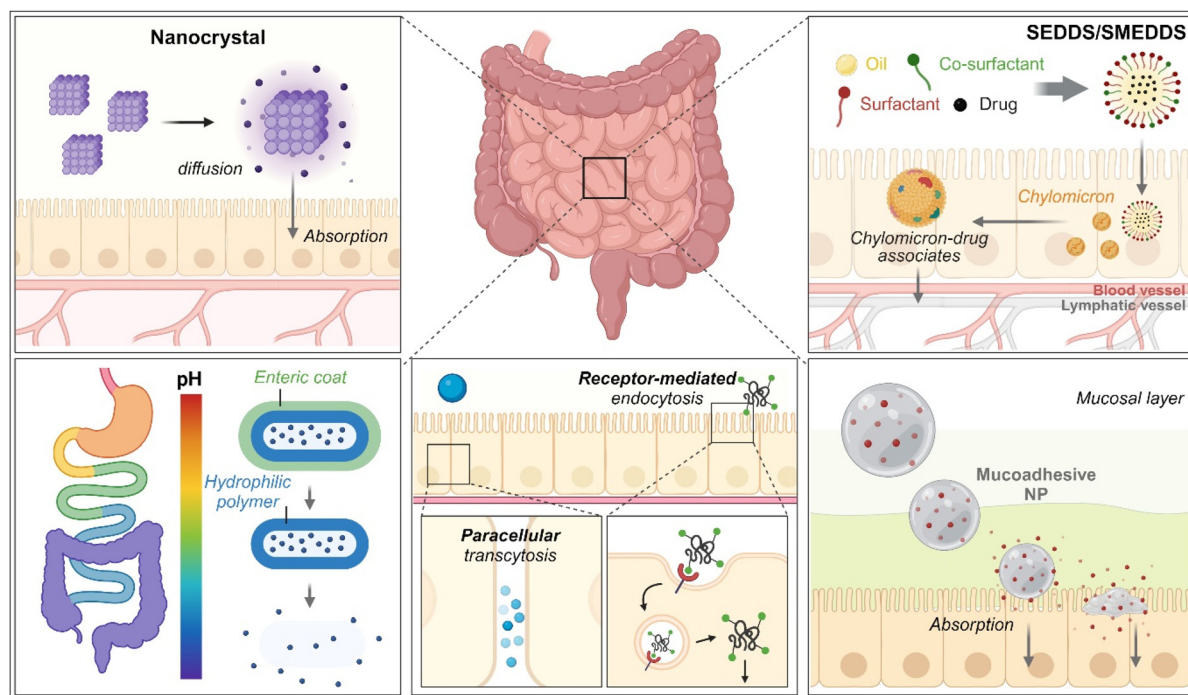 Nanocrystal
diffusion
Absorption
SEDDS/SMEDDS
Oil
Co-surfactant
Surfactant
Drug
Chylomicron
Chylomicron-drug
associates
Blood vessel
Lymphatic vessel
pH
Enteric coat
Hydrophilic
polymer
Receptor-mediated
endocytosis
Paracellular
transcytosis
Mucosal layer
Mucoadhesive
NP
Absorption